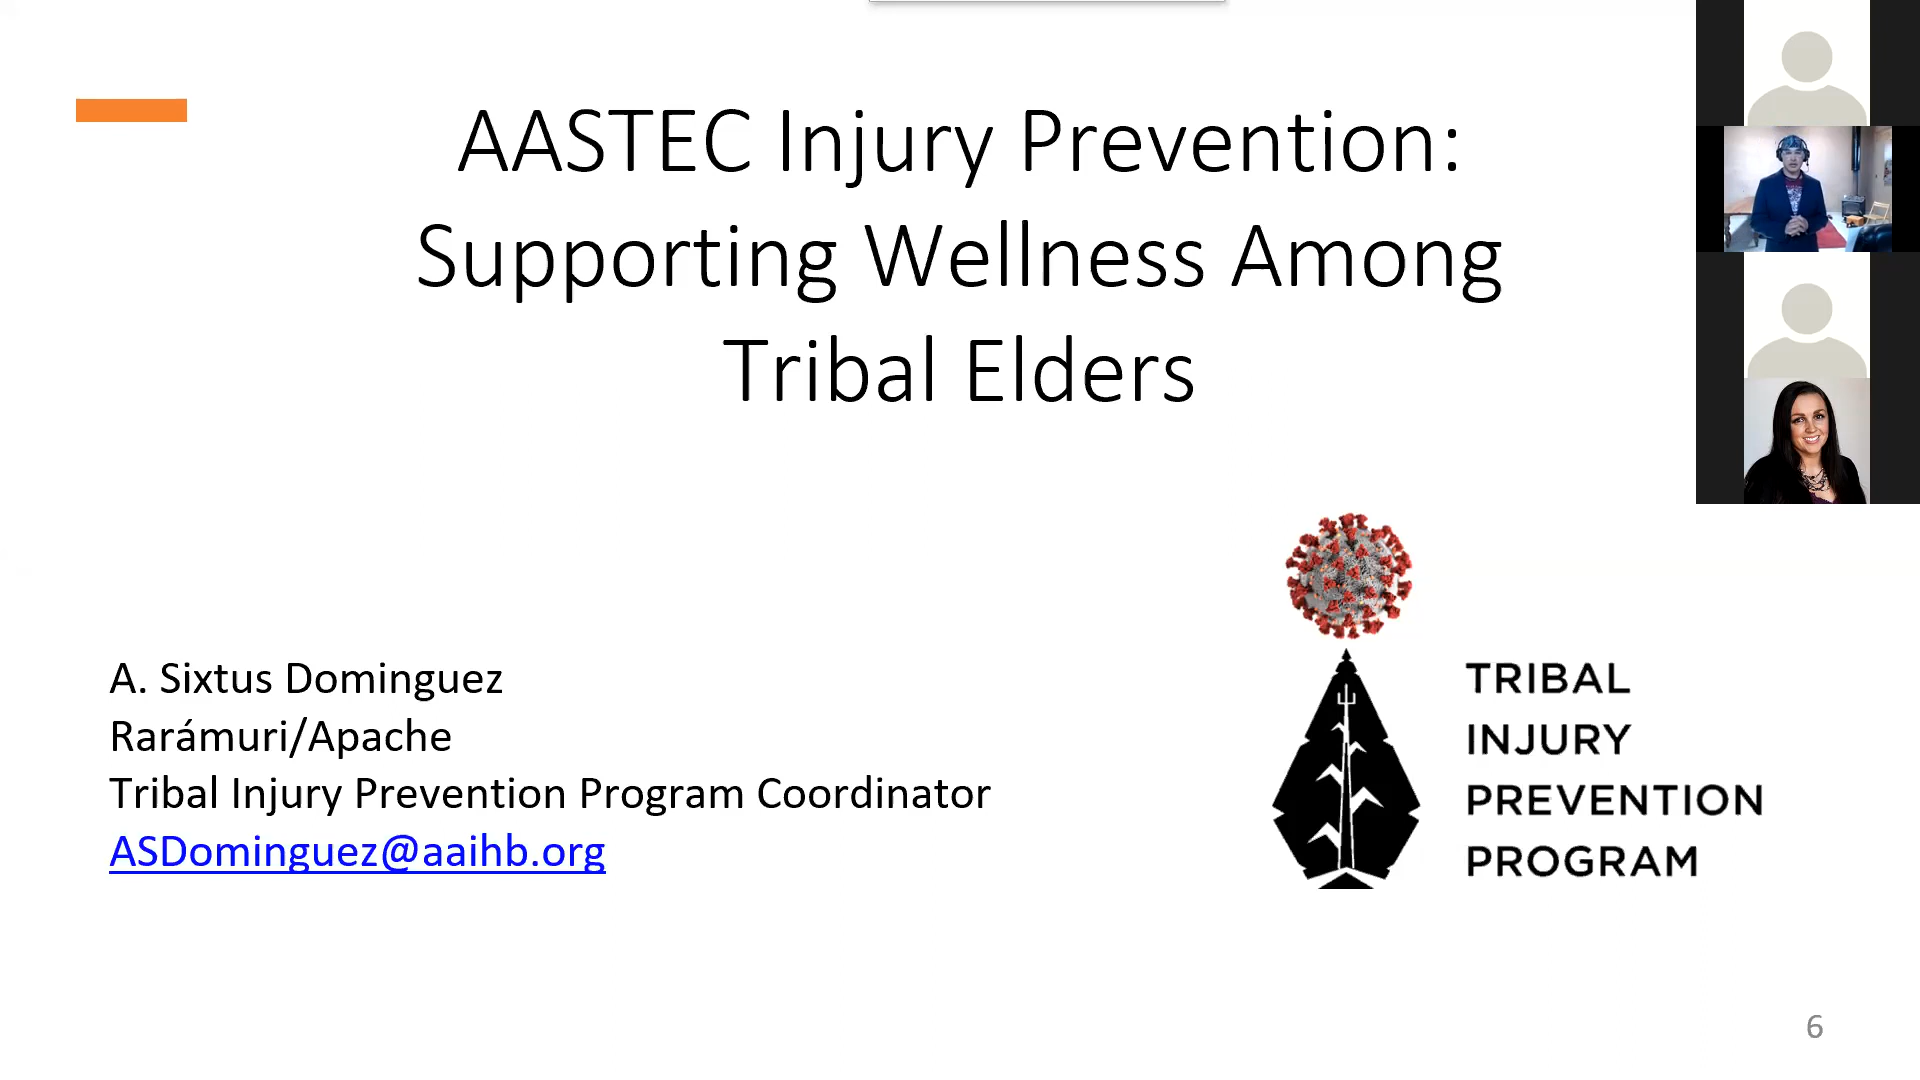 AASTEC Injury Prevention:
Supporting Wellness Among
Tribal Elders
A. Sixtus Dominguez
Rarámuri/Apache
Tribal Injury Prevention Program Coordinator
ASDominguez@aaihb.org
TRIBAL
INJURY
PREVENTION
PROGRAM
6